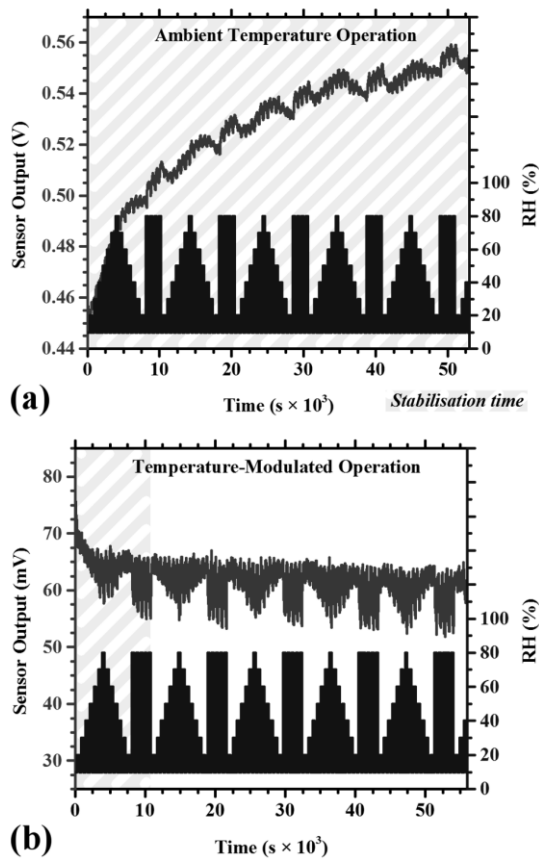 Ambient Temperature Operation
0.56
0.54
0.52
0.50
0.48
0.46
0.44
Sensor Output (V)
100
80
60
40
20
0
RH (%)
0 10 20 30 40 50
Time (s × 10³)
Stabilisation time
(a)
Temperature-Modulated Operation
80
70
60
50
40
30
Sensor Output (mV)
100
80
60
40
20
0
RH (%)
0 10 20 30 40 50
Time (s × 10³)
(b)